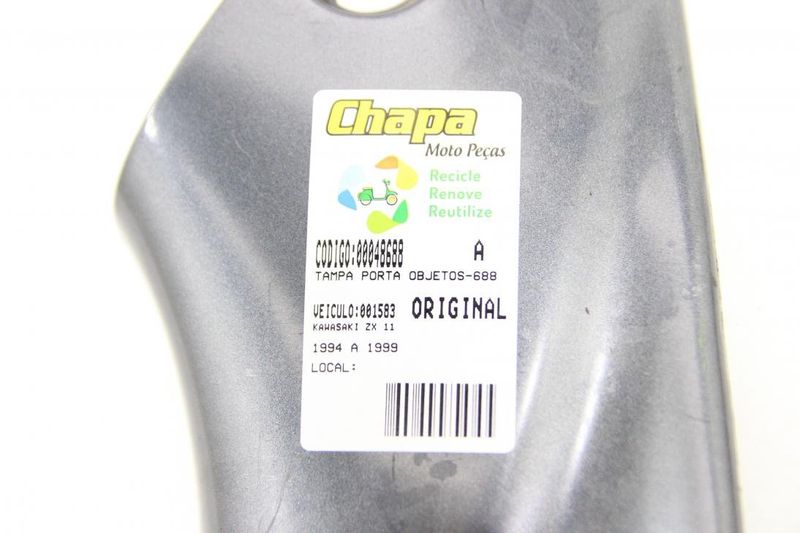 Chapa
Moto Peças
Recicle
Renove
Reutilize
CODIGO:00048688 A
TAMPA PORTA OBJETOS-688
VEICULO:001583 ORIGINAL
KAWASAKI ZX 11
1994 A 1999
LOCAL: